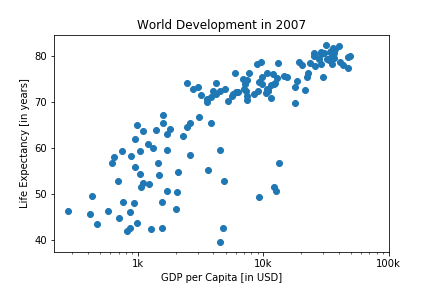 World Development in 2007
Life Expectancy [in years]
80
70
60
50
40
1k
10k
100k
GDP per Capita [in USD]